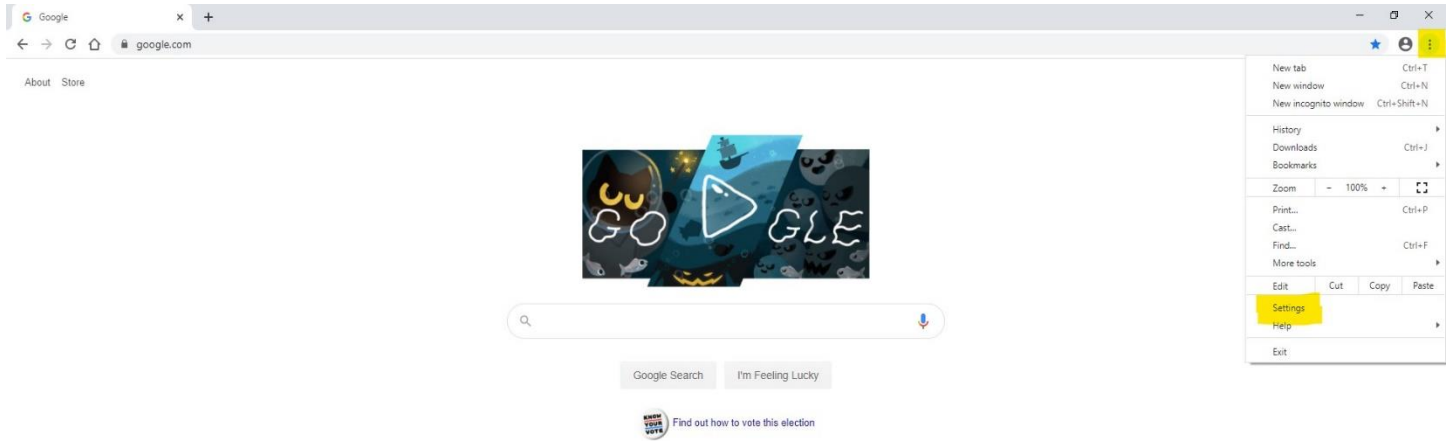 Google
google.com
About Store
New tab Ctrl+T
New window Ctrl+N
New incognito window Ctrl+Shift+N
History
Downloads Ctrl+J
Bookmarks
Zoom - 100% +
Print... Ctrl+P
Cast...
Find... Ctrl+F
More tools
Edit Cut Copy Paste
Settings
Help
Exit
GO GLE
Google Search I'm Feeling Lucky
KNOW YOUR VOTE Find out how to vote this election